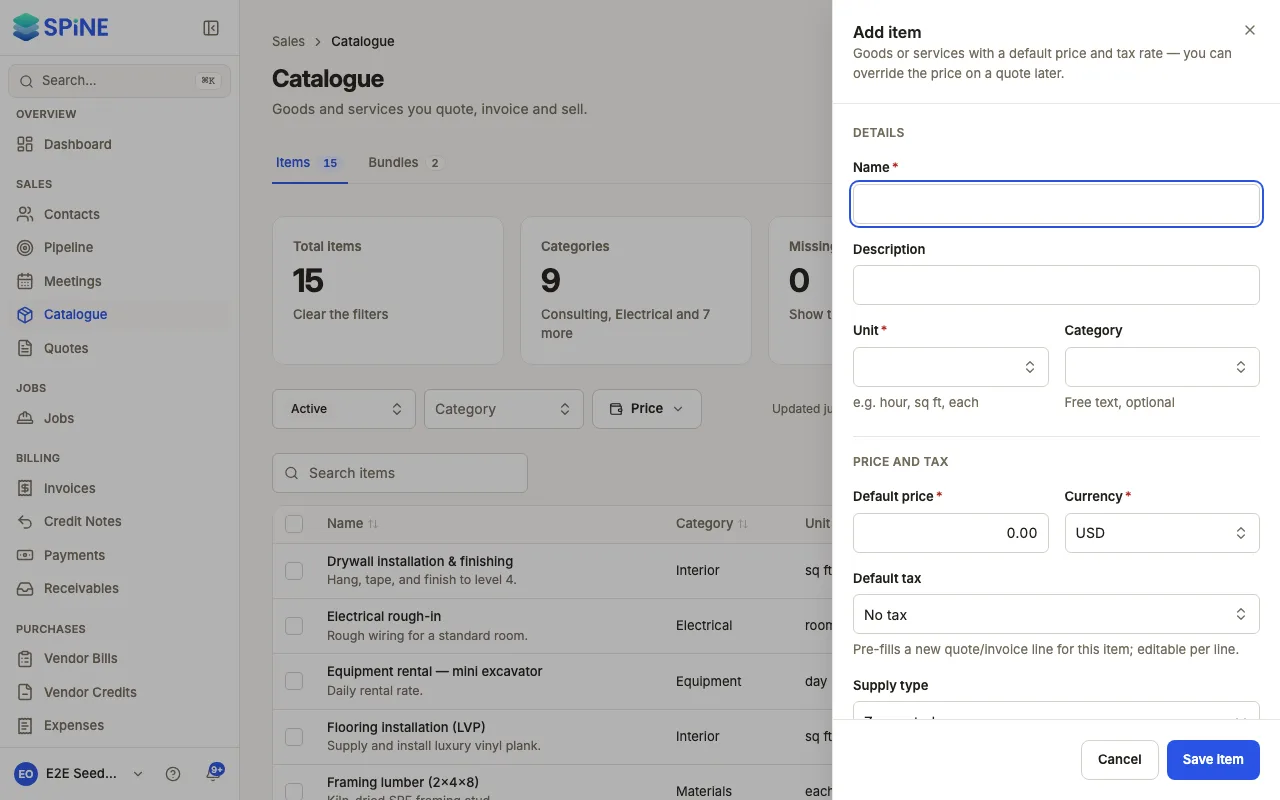 SPiNE
Search...
⌘K
OVERVIEW
Dashboard
SALES
Contacts
Pipeline
Meetings
Catalogue
Quotes
JOBS
Jobs
BILLING
Invoices
Credit Notes
Payments
Receivables
PURCHASES
Vendor Bills
Vendor Credits
Expenses
EO
E2E Seed...
9+
Sales > Catalogue
Catalogue
Goods and services you quote, invoice and sell.
Items 15
Bundles 2
Total items
15
Clear the filters
Categories
9
Consulting, Electrical and 7
more
0
Active
Category
Price
Updated
Search items
Name
Category
Unit
Drywall installation & finishing
Hang, tape, and finish to level 4.
Interior
sq ft
Electrical rough-in
Rough wiring for a standard room.
Electrical
Equipment rental — mini excavator
Daily rental rate.
Equipment
day
Flooring installation (LVP)
Supply and install luxury vinyl plank.
Interior
sq ft
Framing lumber (2×4×8)
Materials
each
Add item
Goods or services with a default price and tax rate — you can
override the price on a quote later.
DETAILS
Name *
Description
Unit *
Category
e.g. hour, sq ft, each
Free text, optional
PRICE AND TAX
Default price *
Currency *
0.00
USD
Default tax
No tax
Pre-fills a new quote/invoice line for this item; editable per line.
Supply type
Cancel
Save Item